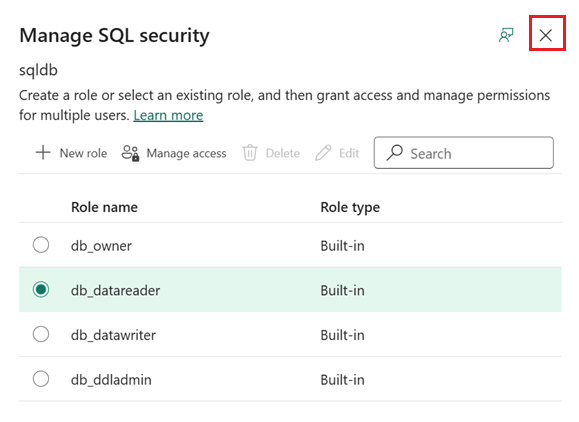 Manage SQL security
sqldb
Create a role or select an existing role, and then grant access and manage permissions
for multiple users. Learn more
New role Manage access Delete Edit Search
Role name Role type
db_owner Built-in
db_datareader Built-in
db_datawriter Built-in
db_ddladmin Built-in